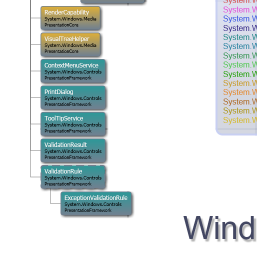 RenderCapability
System.Windows.Media
PresentationCore
VisualTreeHelper
System.Windows.Media
PresentationCore
ContextMenuService
System.Windows.Controls
PresentationFramework
PrintDialog
System.Windows.Controls
PresentationFramework
ToolTipService
System.Windows.Controls
PresentationFramework
ValidationResult
System.Windows.Controls
PresentationFramework
ValidationRule
System.Windows.Controls
PresentationFramework
ExceptionValidationRule
System.Windows.Controls
PresentationFramework
System.W
System.W
System.W
System.W
System.W
System.W
System.W
System.W
System.W
System.W
System.W
System.W
System.W
System.W
Wind